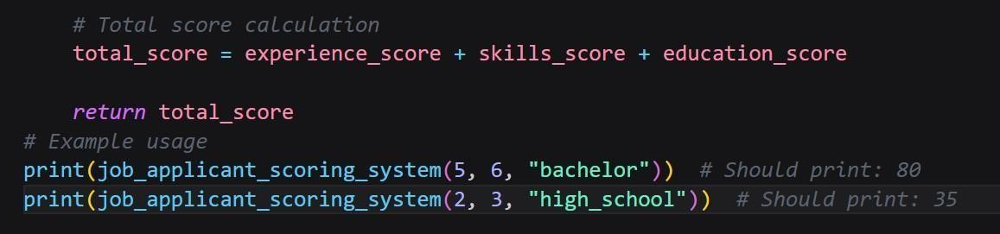 # Total score calculation
total_score = experience_score + skills_score + education_score
return total_score
# Example usage
print(job_applicant_scoring_system(5, 6, "bachelor"))  # Should print: 80
print(job_applicant_scoring_system(2, 3, "high_school"))  # Should print: 35